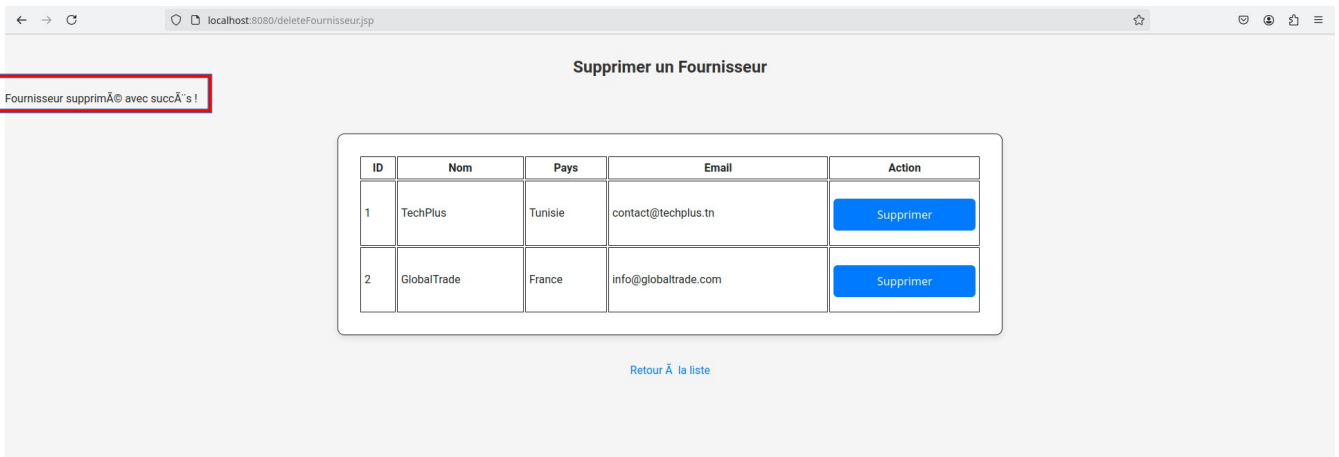 localhost:8080/deleteFournisseur.jsp
Supprimer un Fournisseur
Fournisseur supprimÃ© avec succÃ¨s !
ID Nom Pays Email Action
1 TechPlus Tunisie contact@techplus.tn Supprimer
2 GlobalTrade France info@globaltrade.com Supprimer
Retour Ã  la liste